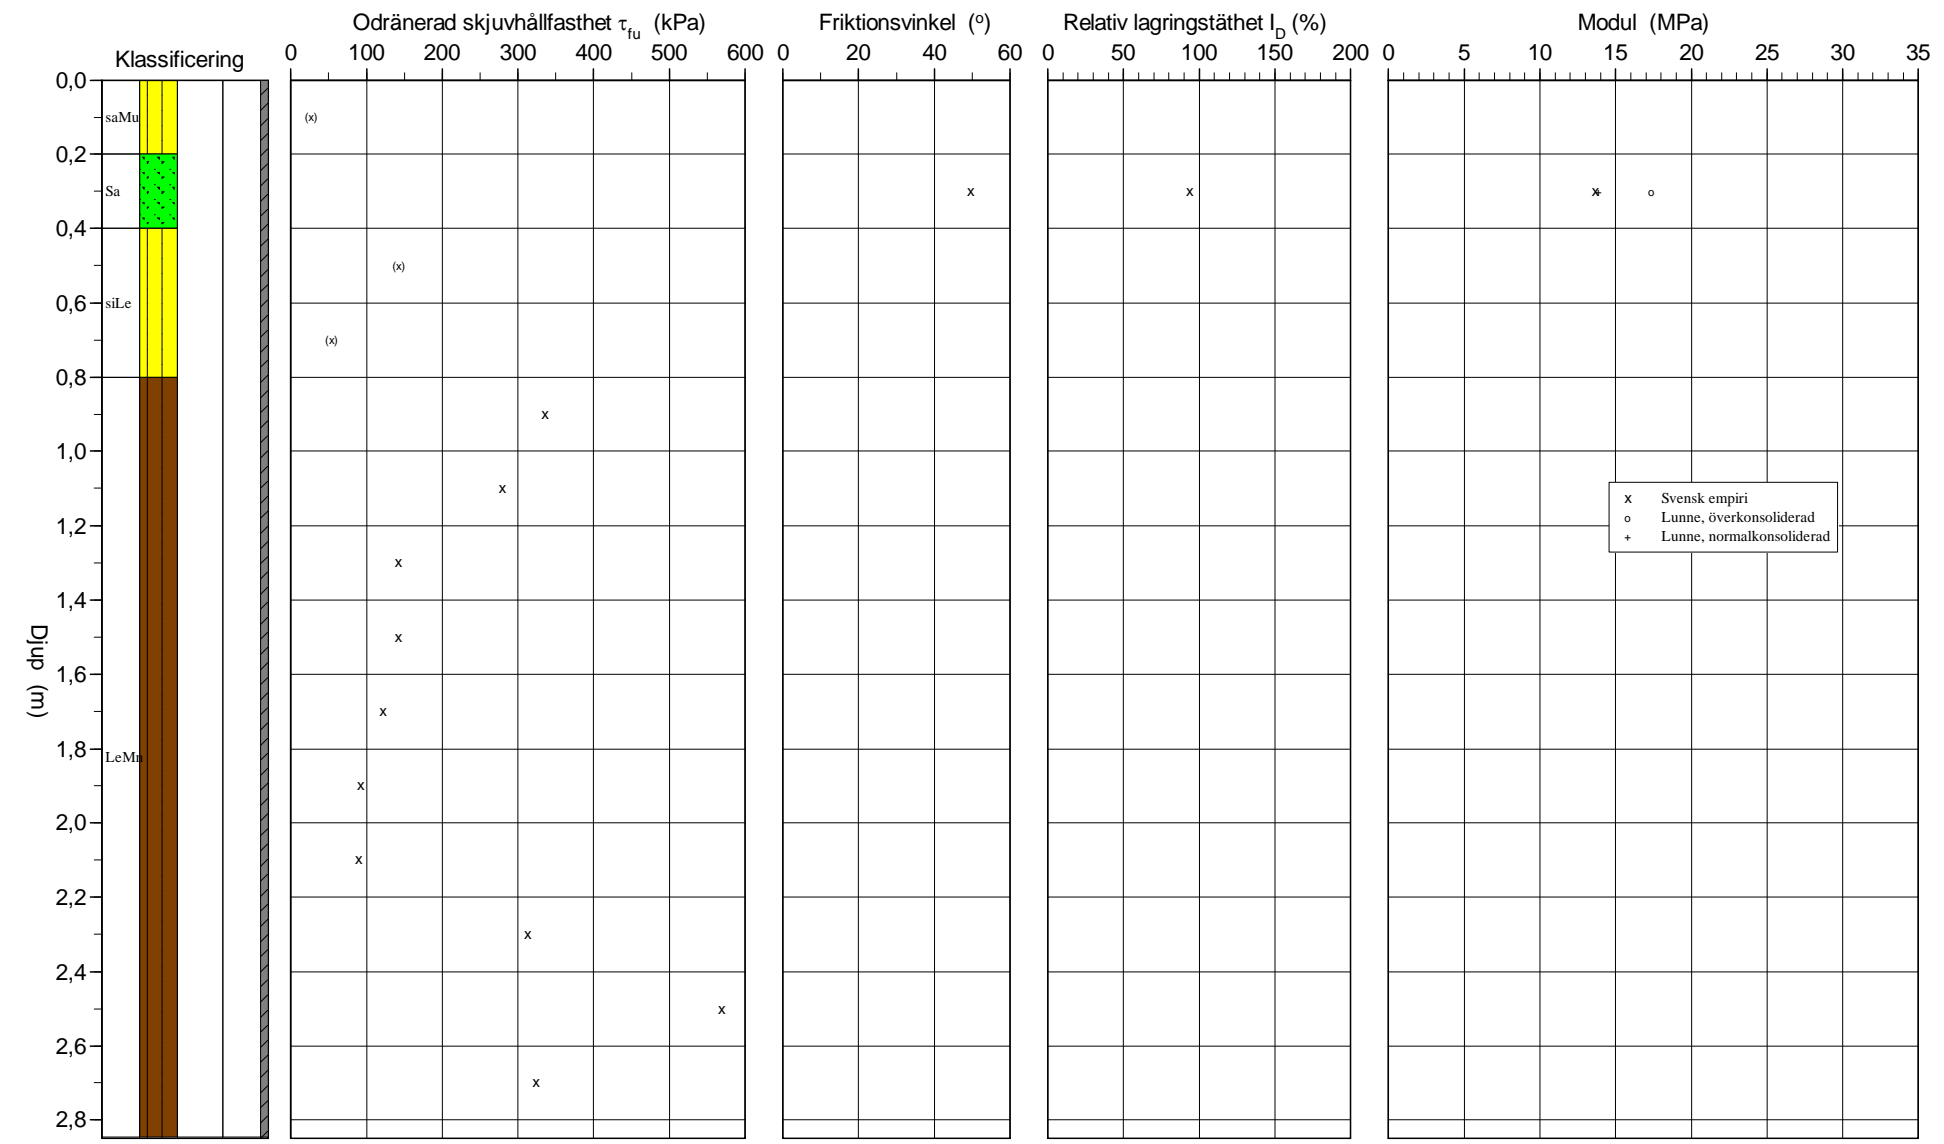 Odränerad skjuvhållfasthet τfu (kPa)
Friktionsvinkel (o)
Relativ lagringstäthet ID (%)
Modul (MPa)
Klassificering
0 100 200 300 400 500 600
0 20 40 60
0 50 100 150 200
0 5 10 15 20 25 30 35
0,0
saMu
(x)
0,2
Sa
x
x
x
+
o
0,4
(x)
0,6
siLe
(x)
0,8
x
1,0
x
x Svensk empiri
o Lunne, överkonsoliderad
+ Lunne, normalkonsoliderad
1,2
x
1,4
x
Djup (m)
1,6
x
1,8
LeMn
x
2,0
x
2,2
x
2,4
x
2,6
x
2,8